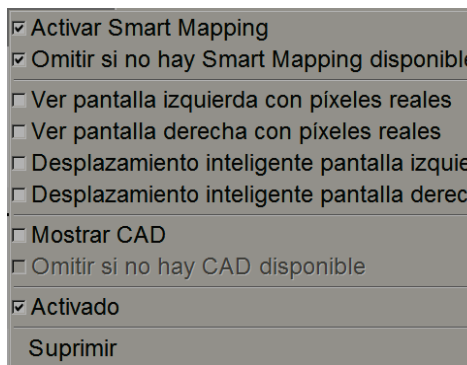 Activar Smart Mapping
Omitir si no hay Smart Mapping disponible
Ver pantalla izquierda con píxeles reales
Ver pantalla derecha con píxeles reales
Desplazamiento inteligente pantalla izquie
Desplazamiento inteligente pantalla derec
Mostrar CAD
Omitir si no hay CAD disponible
Activado
Suprimir